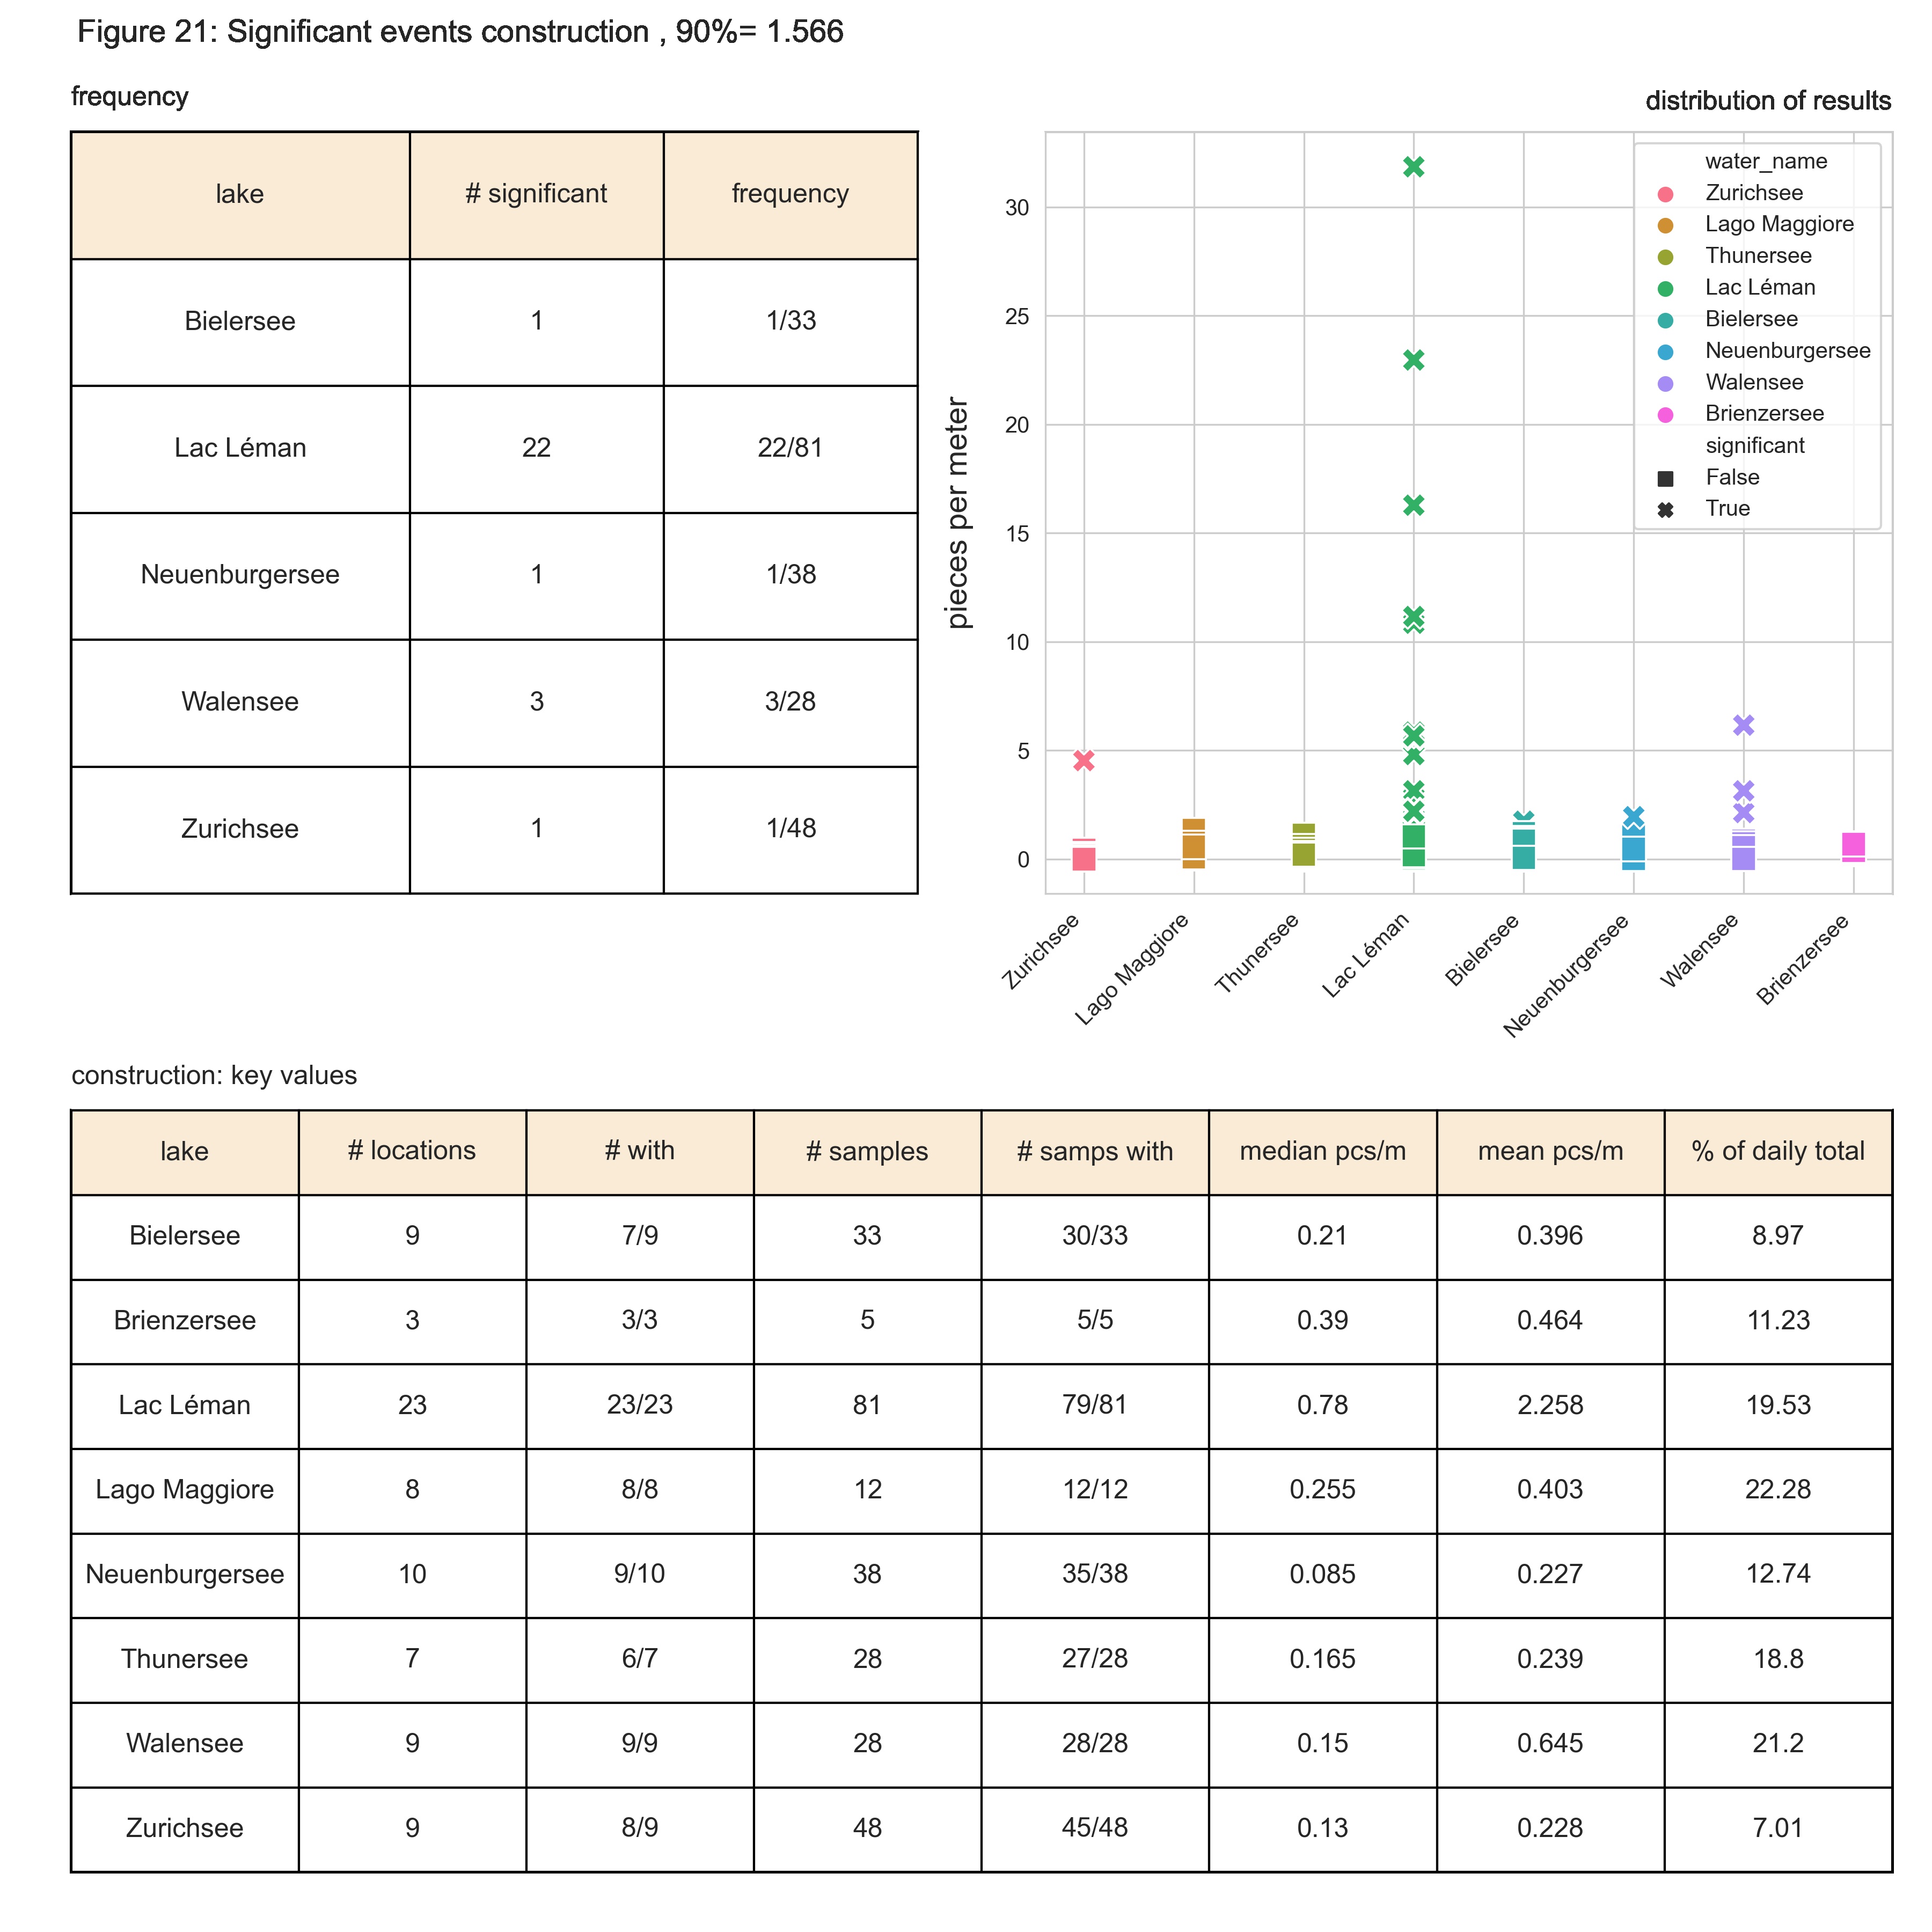 Figure 21: Significant events construction , 90%= 1.566
frequency
lake # significant frequency
Bielersee 1 1/33
Lac Léman 22 22/81
Neuenburgersee 1 1/38
Walensee 3 3/28
Zurichsee 1 1/48
distribution of results
pieces per meter
30
25
20
15
10
5
0
water_name
Zurichsee
Lago Maggiore
Thunersee
Lac Léman
Bielersee
Neuenburgersee
Walensee
Brienzersee
significant
False
True
Zurichsee
Lago Maggiore
Thunersee
Lac Léman
Bielersee
Neuenburgersee
Walensee
Brienzersee
construction: key values
lake # locations # with # samples # samps with median pcs/m mean pcs/m % of daily total
Bielersee 9 7/9 33 30/33 0.21 0.396 8.97
Brienzersee 3 3/3 5 5/5 0.39 0.464 11.23
Lac Léman 23 23/23 81 79/81 0.78 2.258 19.53
Lago Maggiore 8 8/8 12 12/12 0.255 0.403 22.28
Neuenburgersee 10 9/10 38 35/38 0.085 0.227 12.74
Thunersee 7 6/7 28 27/28 0.165 0.239 18.8
Walensee 9 9/9 28 28/28 0.15 0.645 21.2
Zurichsee 9 8/9 48 45/48 0.13 0.228 7.01